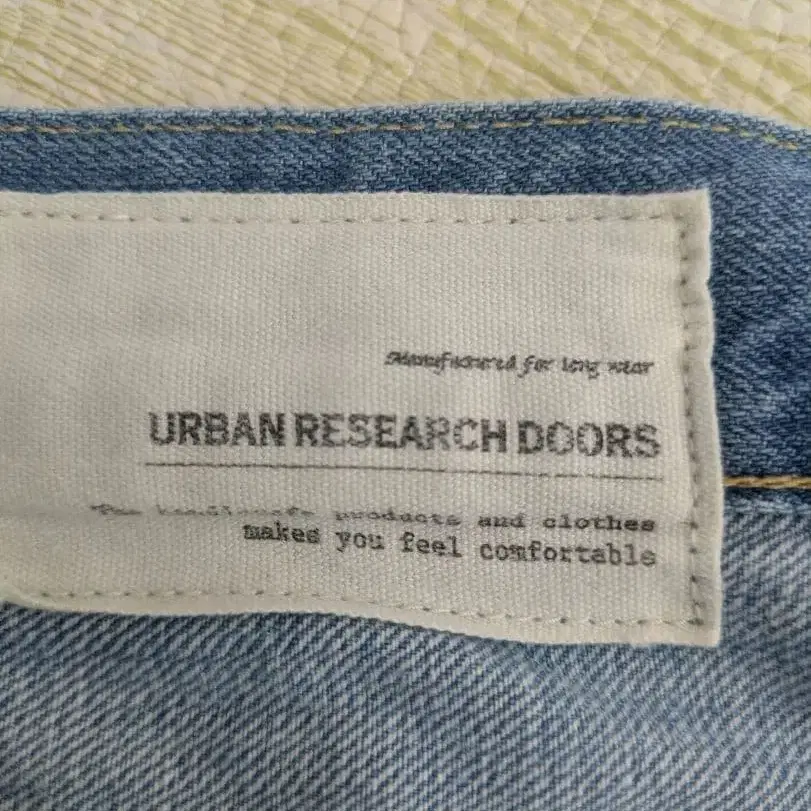 Manufactured for long wear
URBAN RESEARCH DOORS
products and clothes
makes you feel comfortable